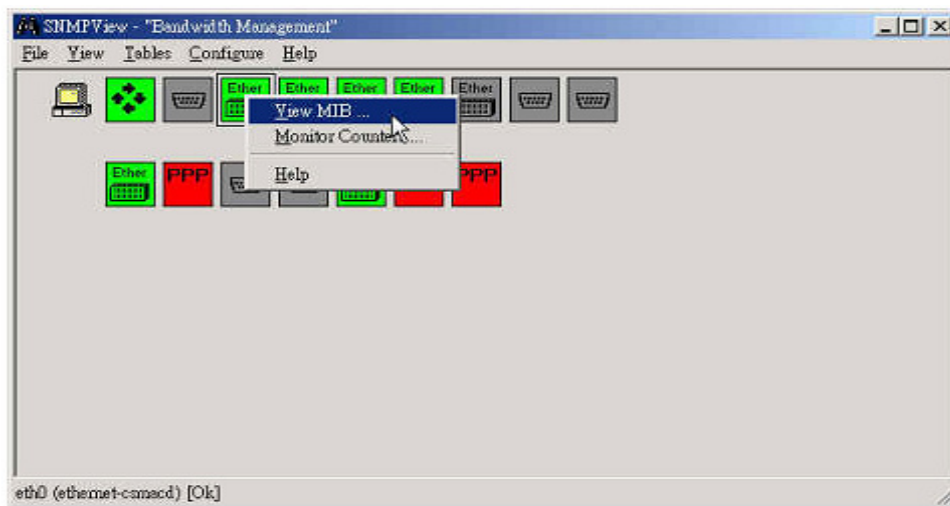 SNMPView - "Bandwidth Management"
File View Tables Configure Help
Ether Ether Ether Ether Ether
View MIB ...
Monitor Counters...
Ether PPP PPP
Help
eth0 (ethernet-csmacd) [Ok]